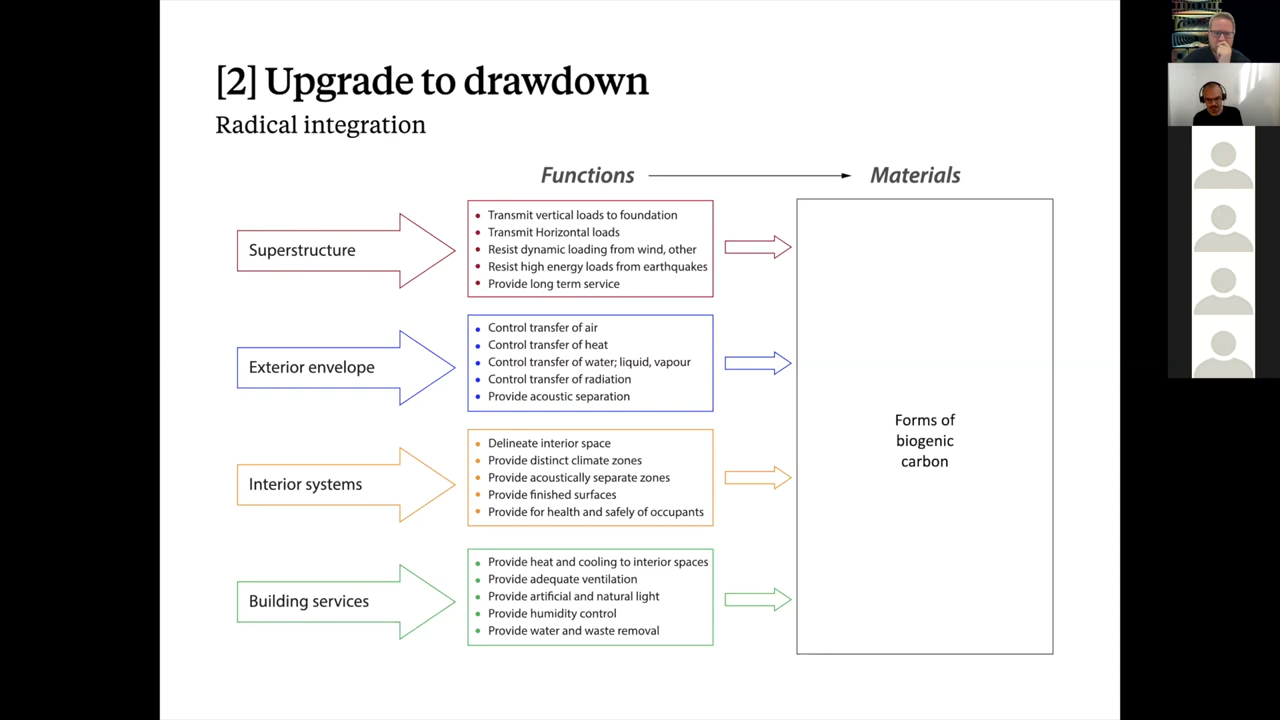 [2] Upgrade to drawdown
Radical integration
Functions
Materials
Superstructure
Transmit vertical loads to foundation
Transmit Horizontal loads
Resist dynamic loading from wind, other
Resist high energy loads from earthquakes
Provide long term service
Exterior envelope
Control transfer of air
Control transfer of heat
Control transfer of water; liquid, vapour
Control transfer of radiation
Provide acoustic separation
Interior systems
Delineate interior space
Provide distinct climate zones
Provide acoustically separate zones
Provide finished surfaces
Provide for health and safely of occupants
Building services
Provide heat and cooling to interior spaces
Provide adequate ventilation
Provide artificial and natural light
Provide humidity control
Provide water and waste removal
Forms of
biogenic
carbon